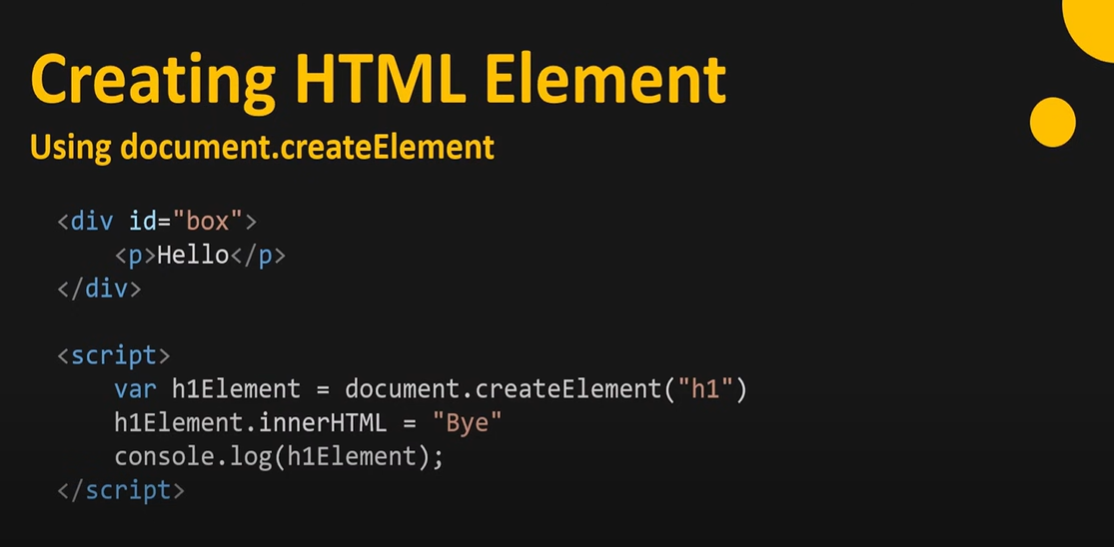 Creating HTML Element
Using document.createElement
<div id="box">
    <p>Hello</p>
</div>
<script>
    var h1Element = document.createElement("h1")
    h1Element.innerHTML = "Bye"
    console.log(h1Element);
</script>